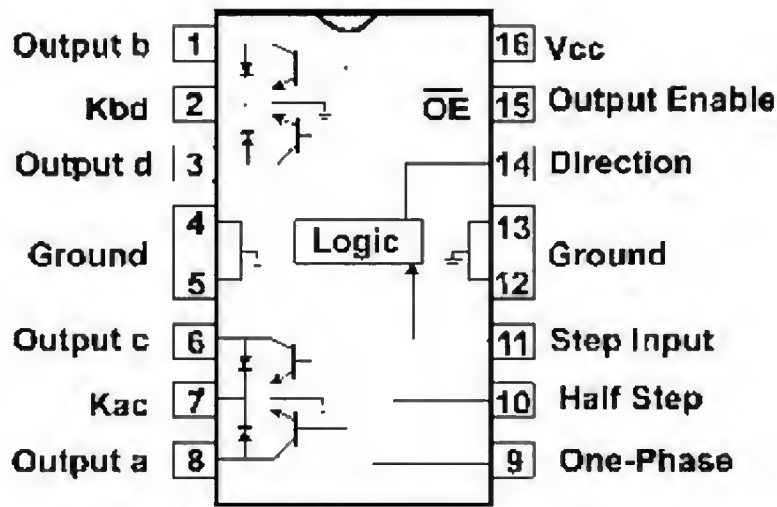 Output b 1 16 Vcc
Kbd 2 OE 15 Output Enable
Output d 3 14 Direction
4 13
Ground Logic Ground
5 12
Output c 6 11 Step Input
Kac 7 10 Half Step
Output a 8 9 One-Phase